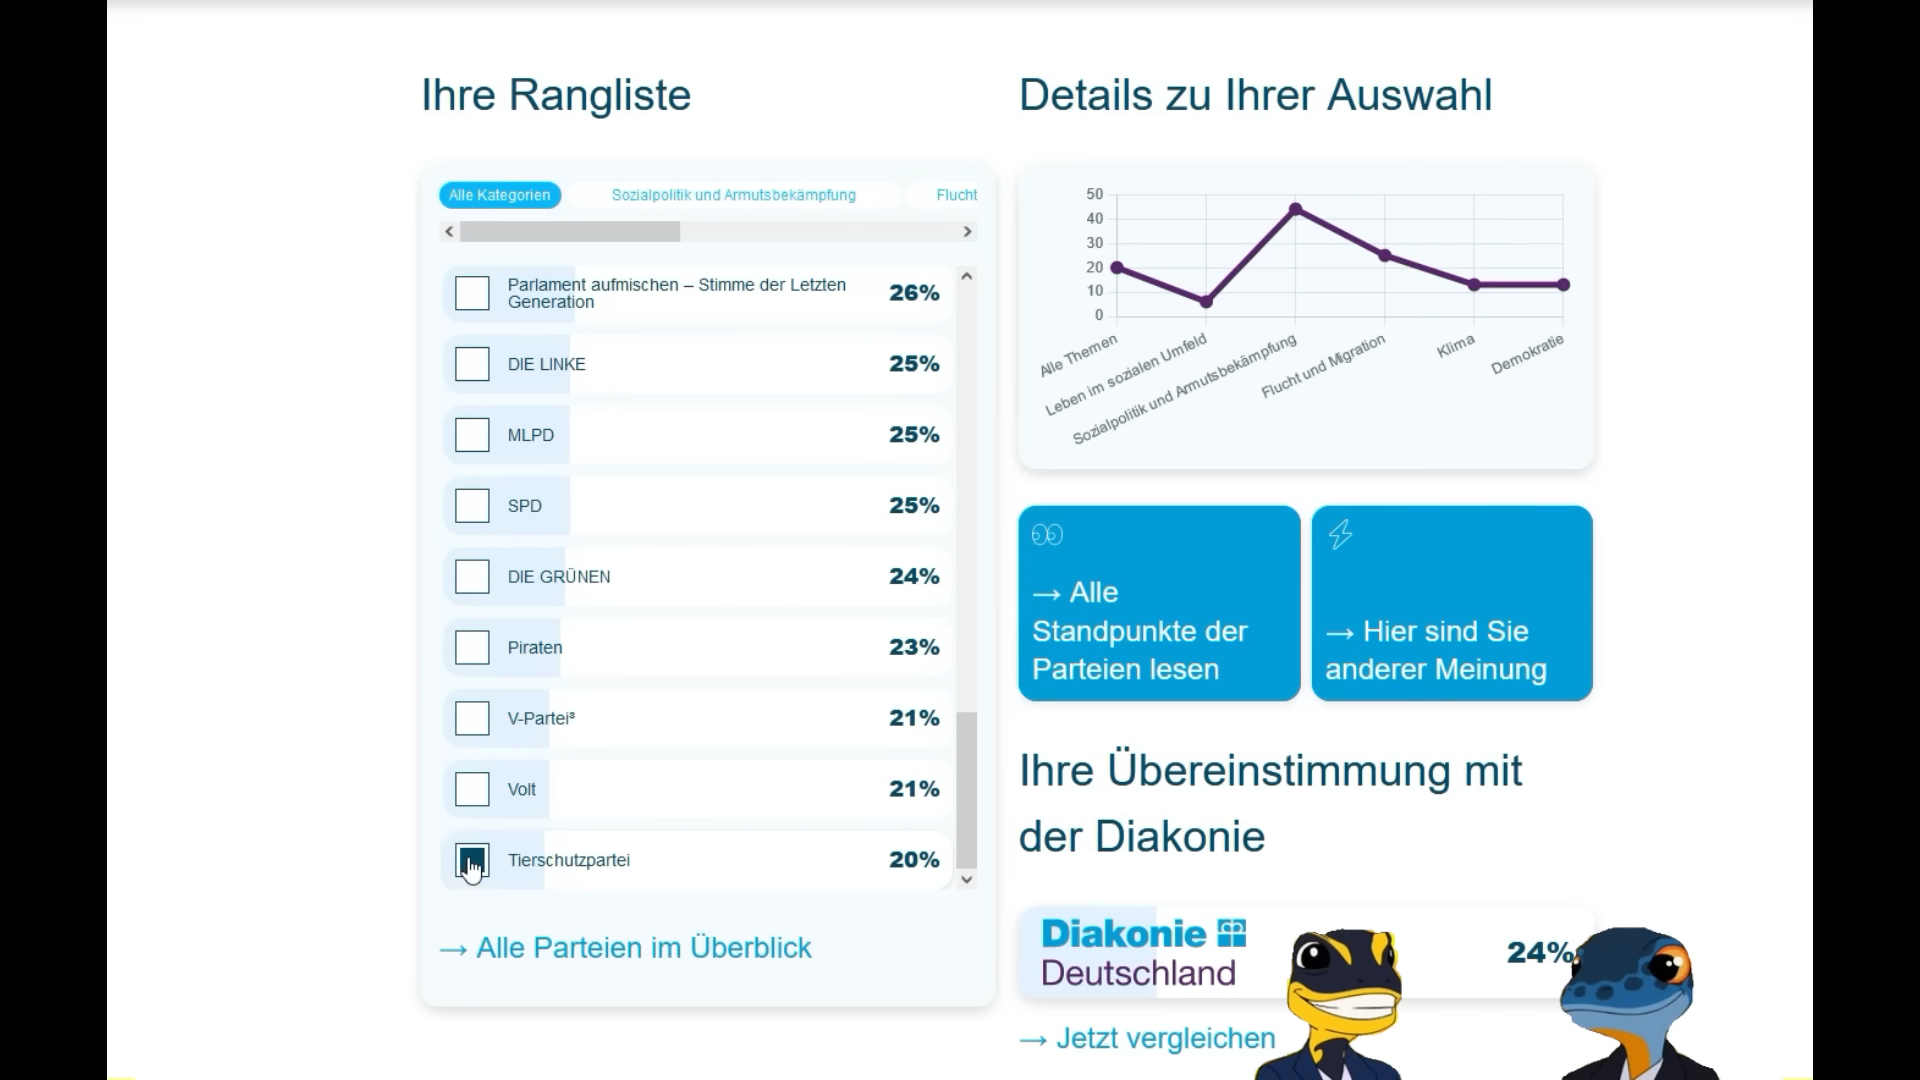 Ihre Rangliste
Alle Kategorien
Sozialpolitik und Armutsbekämpfung
Flucht
Parlament aufmischen – Stimme der Letzten
Generation
26%
DIE LINKE
25%
MLPD
25%
SPD
25%
DIE GRÜNEN
24%
Piraten
23%
V-Partei³
21%
Volt
21%
Tierschutzpartei
20%
→ Alle Parteien im Überblick
Details zu Ihrer Auswahl
50
40
30
20
10
0
Alle Themen
Leben im sozialen Umfeld
Sozialpolitik und Armutsbekämpfung
Flucht und Migration
Klima
Demokratie
→ Alle
Standpunkte der
Parteien lesen
→ Hier sind Sie
anderer Meinung
Ihre Übereinstimmung mit
der Diakonie
Diakonie
Deutschland
24%
→ Jetzt vergleichen